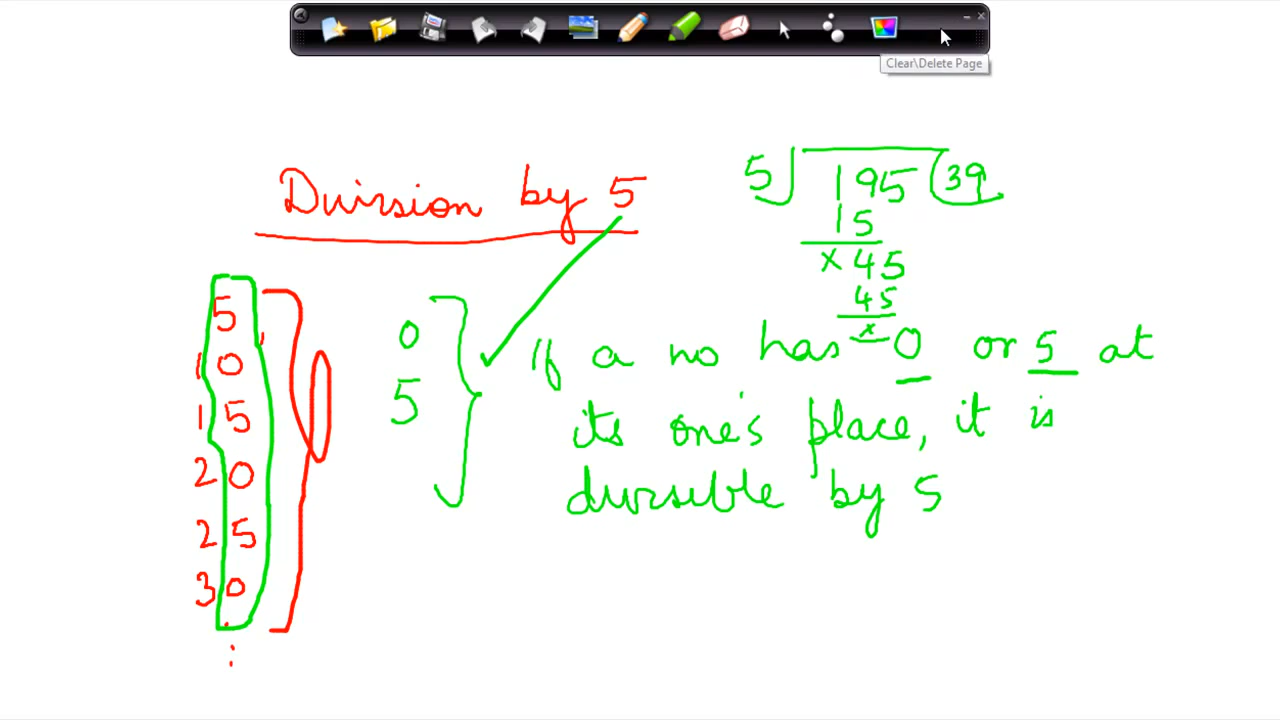 Clear\Delete Page
Division by 5
5
10
15
20
25
30
0
5
5 195 39
15
x 45
45
x
If a no has 0 or 5 at
its one's place, it is
divisible by 5